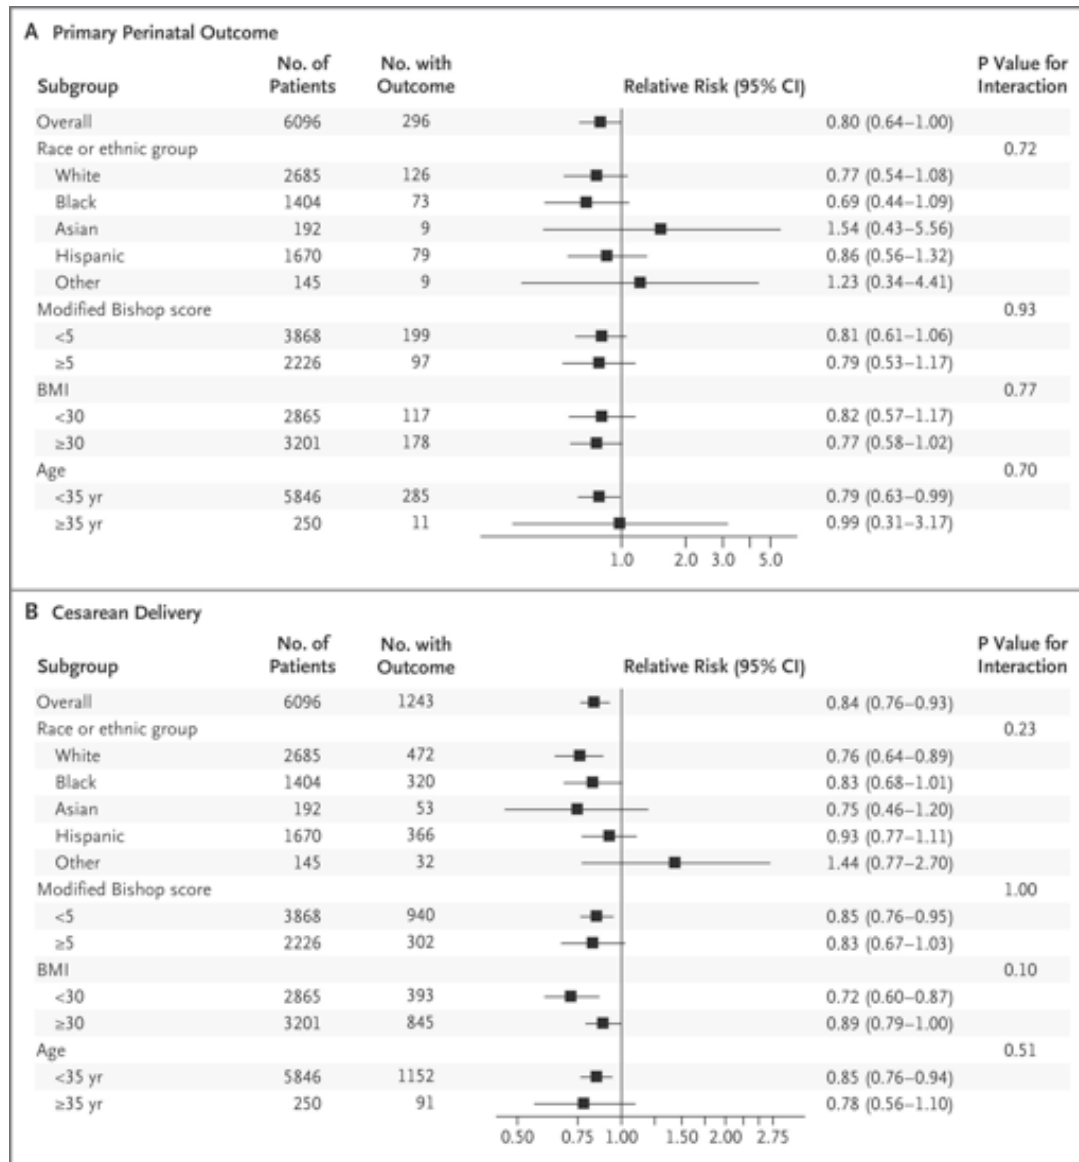 A Primary Perinatal Outcome
Subgroup No. of Patients No. with Outcome Relative Risk (95% CI) P Value for Interaction
Overall 6096 296 0.80 (0.64–1.00)
Race or ethnic group 0.72
White 2685 126 0.77 (0.54–1.08)
Black 1404 73 0.69 (0.44–1.09)
Asian 192 9 1.54 (0.43–5.56)
Hispanic 1670 79 0.86 (0.56–1.32)
Other 145 9 1.23 (0.34–4.41)
Modified Bishop score 0.93
<5 3868 199 0.81 (0.61–1.06)
≥5 2226 97 0.79 (0.53–1.17)
BMI 0.77
<30 2865 117 0.82 (0.57–1.17)
≥30 3201 178 0.77 (0.58–1.02)
Age 0.70
<35 yr 5846 285 0.79 (0.63–0.99)
≥35 yr 250 11 0.99 (0.31–3.17)
1.0 2.0 3.0 5.0
B Cesarean Delivery
Subgroup No. of Patients No. with Outcome Relative Risk (95% CI) P Value for Interaction
Overall 6096 1243 0.84 (0.76–0.93)
Race or ethnic group 0.23
White 2685 472 0.76 (0.64–0.89)
Black 1404 320 0.83 (0.68–1.01)
Asian 192 53 0.75 (0.46–1.20)
Hispanic 1670 366 0.93 (0.77–1.11)
Other 145 32 1.44 (0.77–2.70)
Modified Bishop score 1.00
<5 3868 940 0.85 (0.76–0.95)
≥5 2226 302 0.83 (0.67–1.03)
BMI 0.10
<30 2865 393 0.72 (0.60–0.87)
≥30 3201 845 0.89 (0.79–1.00)
Age 0.51
<35 yr 5846 1152 0.85 (0.76–0.94)
≥35 yr 250 91 0.78 (0.56–1.10)
0.50 0.75 1.00 1.50 2.00 2.75